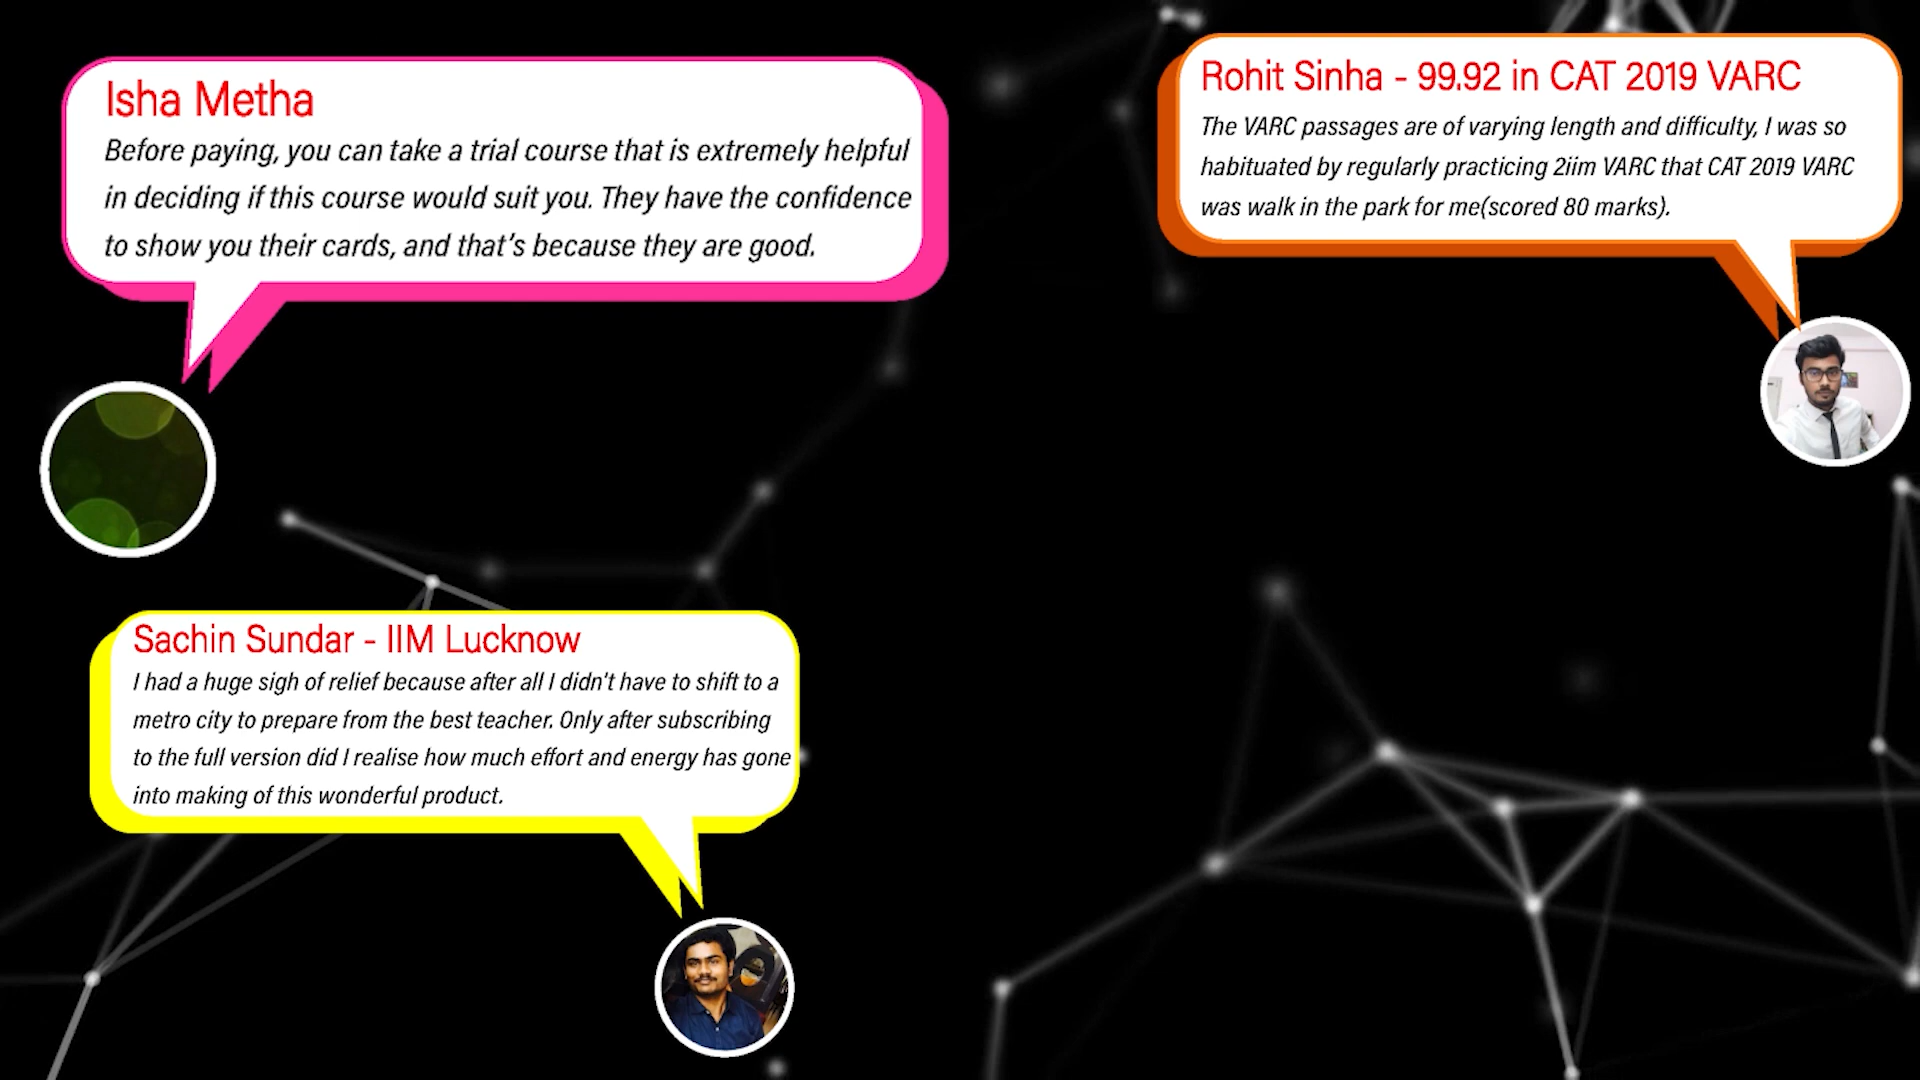 Isha Metha
Before paying, you can take a trial course that is extremely helpful
in deciding if this course would suit you. They have the confidence
to show you their cards, and that's because they are good.
Rohit Sinha - 99.92 in CAT 2019 VARC
The VARC passages are of varying length and difficulty, I was so
habituated by regularly practicing 2iim VARC that CAT 2019 VARC
was walk in the park for me(scored 80 marks).
Sachin Sundar - IIM Lucknow
I had a huge sigh of relief because after all I didn't have to shift to a
metro city to prepare from the best teacher. Only after subscribing
to the full version did I realise how much effort and energy has gone
into making of this wonderful product.